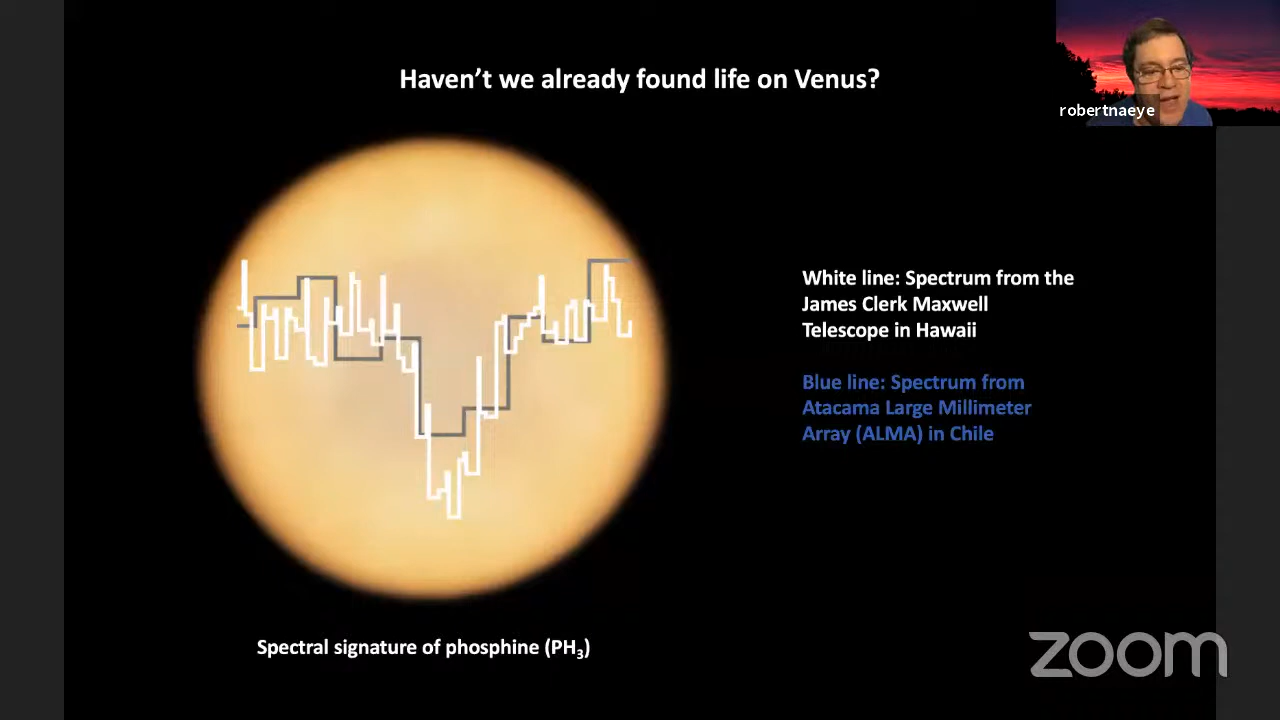 Haven't we already found life on Venus?
robertnaeye
White line: Spectrum from the
James Clerk Maxwell
Telescope in Hawaii
Blue line: Spectrum from
Atacama Large Millimeter
Array (ALMA) in Chile
Spectral signature of phosphine (PH₃)
zoom